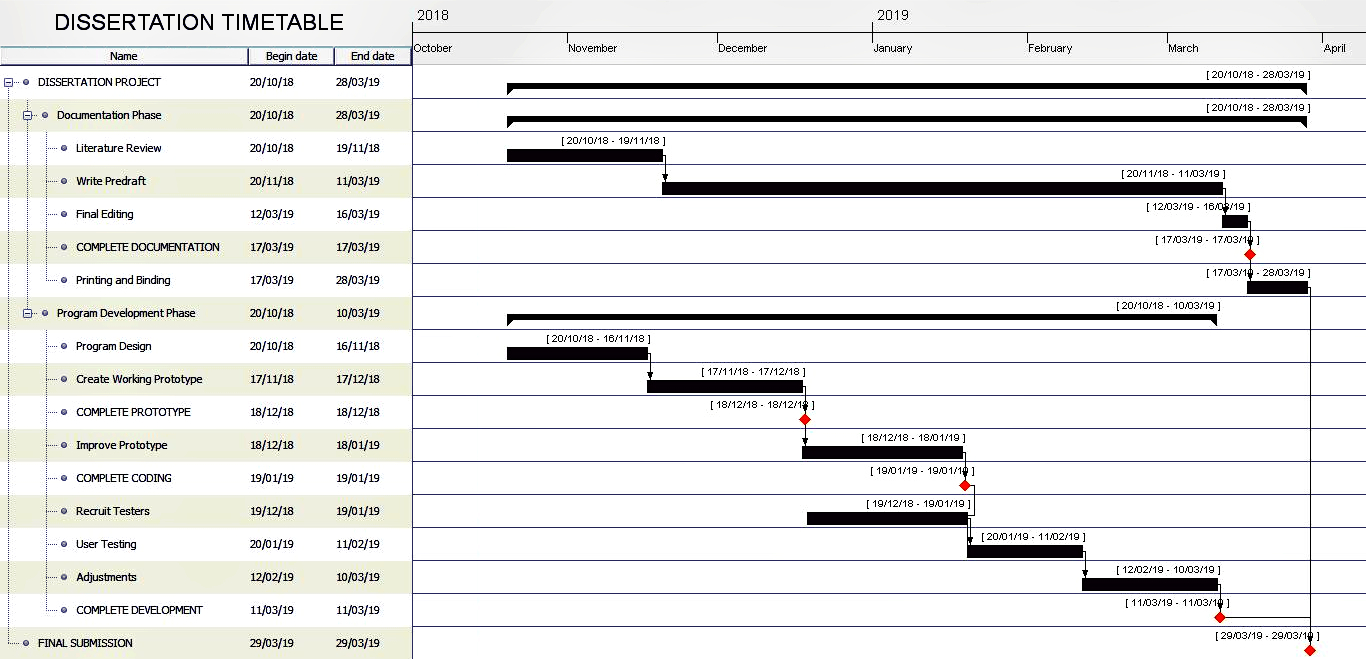 DISSERTATION TIMETABLE
2018 2019
Name Begin date End date
October November December January February March April
DISSERTATION PROJECT 20/10/18 28/03/19 [ 20/10/18 - 28/03/19 ]
Documentation Phase 20/10/18 28/03/19 [ 20/10/18 - 28/03/19 ]
Literature Review 20/10/18 19/11/18 [ 20/10/18 - 19/11/18 ]
Write Predraft 20/11/18 11/03/19 [ 20/11/18 - 11/03/19 ]
Final Editing 12/03/19 16/03/19 [ 12/03/19 - 16/03/19 ]
COMPLETE DOCUMENTATION 17/03/19 17/03/19 [ 17/03/19 - 17/03/19 ]
Printing and Binding 17/03/19 28/03/19 [ 17/03/19 - 28/03/19 ]
Program Development Phase 20/10/18 10/03/19 [ 20/10/18 - 10/03/19 ]
Program Design 20/10/18 16/11/18 [ 20/10/18 - 16/11/18 ]
Create Working Prototype 17/11/18 17/12/18 [ 17/11/18 - 17/12/18 ]
COMPLETE PROTOTYPE 18/12/18 18/12/18 [ 18/12/18 - 18/12/18 ]
Improve Prototype 18/12/18 18/01/19 [ 18/12/18 - 18/01/19 ]
COMPLETE CODING 19/01/19 19/01/19 [ 19/01/19 - 19/01/19 ]
Recruit Testers 19/12/18 19/01/19 [ 19/12/18 - 19/01/19 ]
User Testing 20/01/19 11/02/19 [ 20/01/19 - 11/02/19 ]
Adjustments 12/02/19 10/03/19 [ 12/02/19 - 10/03/19 ]
COMPLETE DEVELOPMENT 11/03/19 11/03/19 [ 11/03/19 - 11/03/19 ]
FINAL SUBMISSION 29/03/19 29/03/19 [ 29/03/19 - 29/03/19 ]